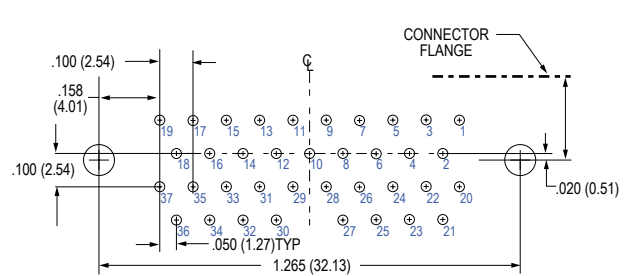 CONNECTOR
FLANGE
.100 (2.54)
℄
.158
(4.01)
19 17 15 13 11 9 7 5 3 1
18 16 14 12 10 8 6 4 2
.100 (2.54)
.020 (0.51)
37 35 33 31 29 28 26 24 22 20
36 34 32 30 27 25 23 21
.050 (1.27)TYP
1.265 (32.13)